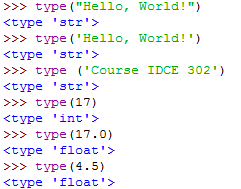 >>> type("Hello, World!")
<type 'str'>
>>> type('Hello, World!')
<type 'str'>
>>> type ('Course IDCE 302')
<type 'str'>
>>> type(17)
<type 'int'>
>>> type(17.0)
<type 'float'>
>>> type(4.5)
<type 'float'>